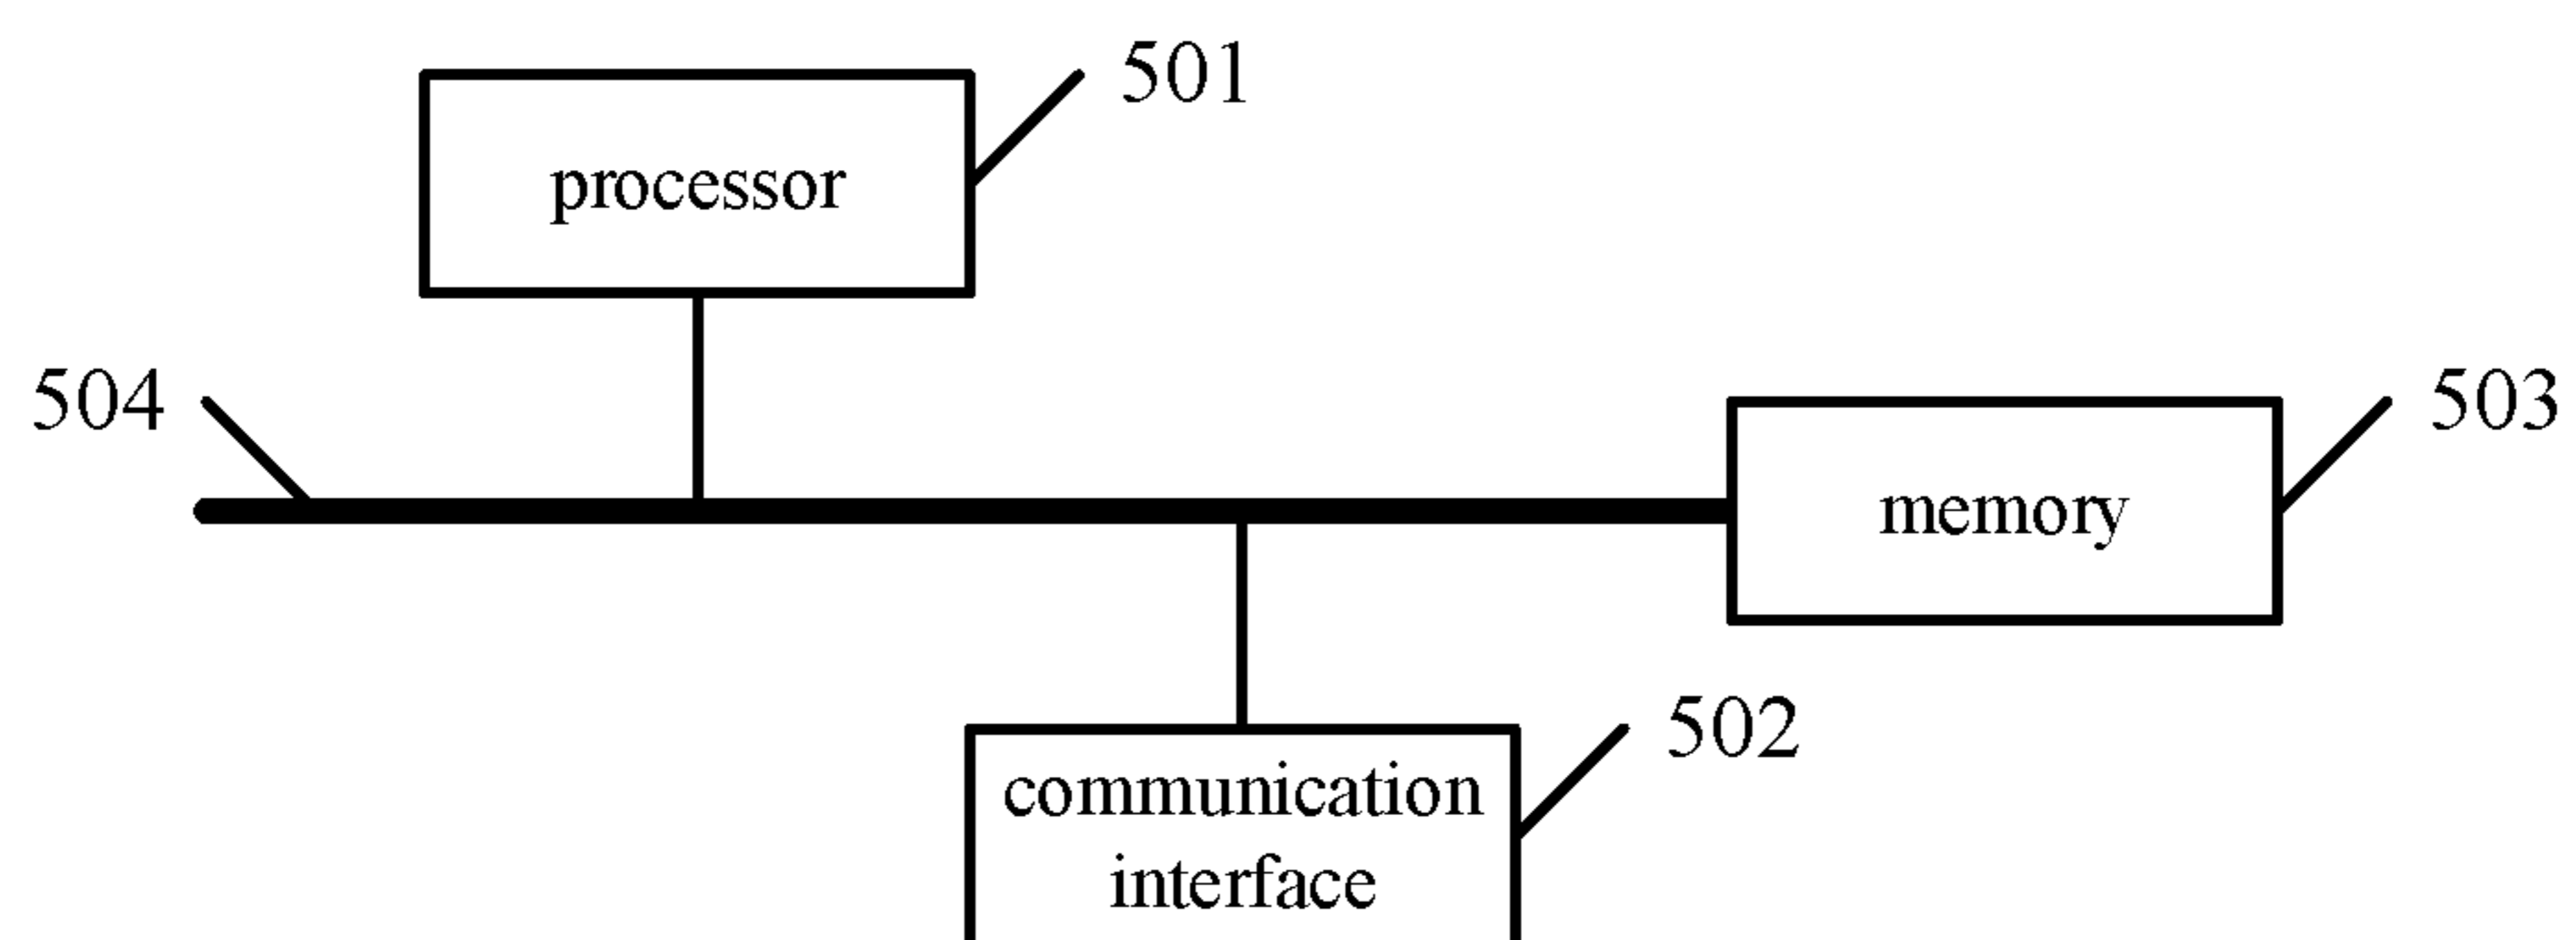 501
processor
504
503
memory
502
communication
interface